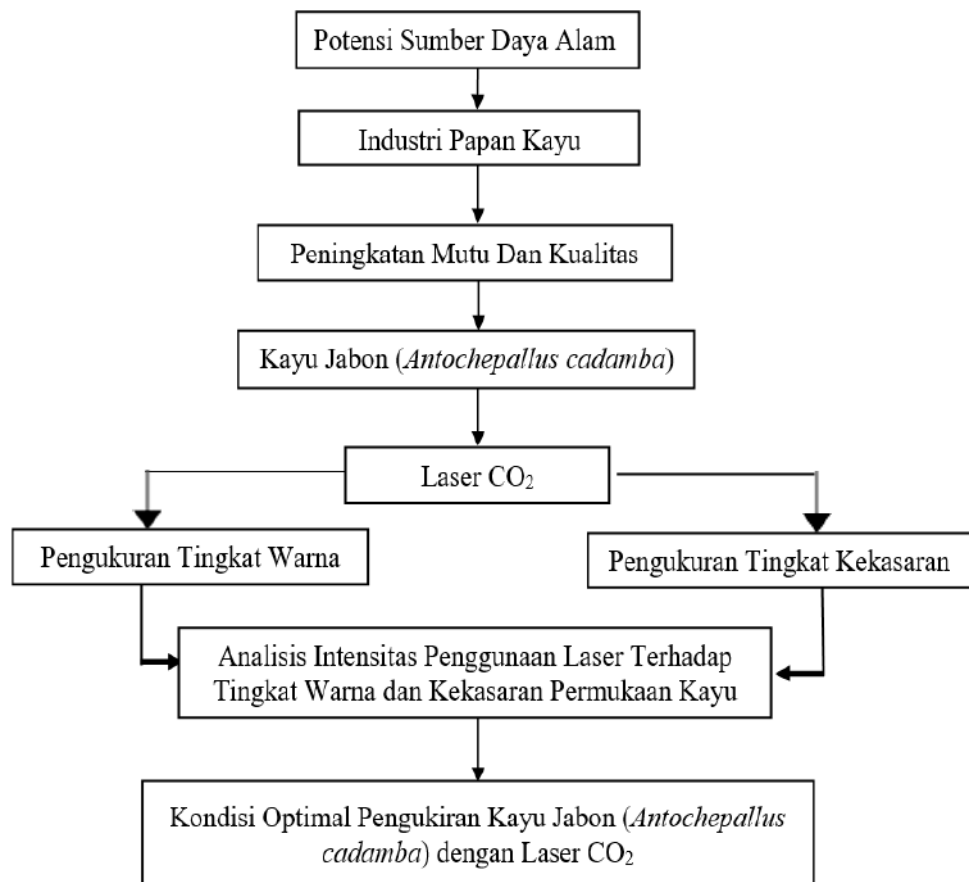 Potensi Sumber Daya Alam
Industri Papan Kayu
Peningkatan Mutu Dan Kualitas
Kayu Jabon (Antochepallus cadamba)
Laser CO₂
Pengukuran Tingkat Warna
Pengukuran Tingkat Kekasaran
Analisis Intensitas Penggunaan Laser Terhadap
Tingkat Warna dan Kekasaran Permukaan Kayu
Kondisi Optimal Pengukiran Kayu Jabon (Antochepallus
cadamba) dengan Laser CO₂